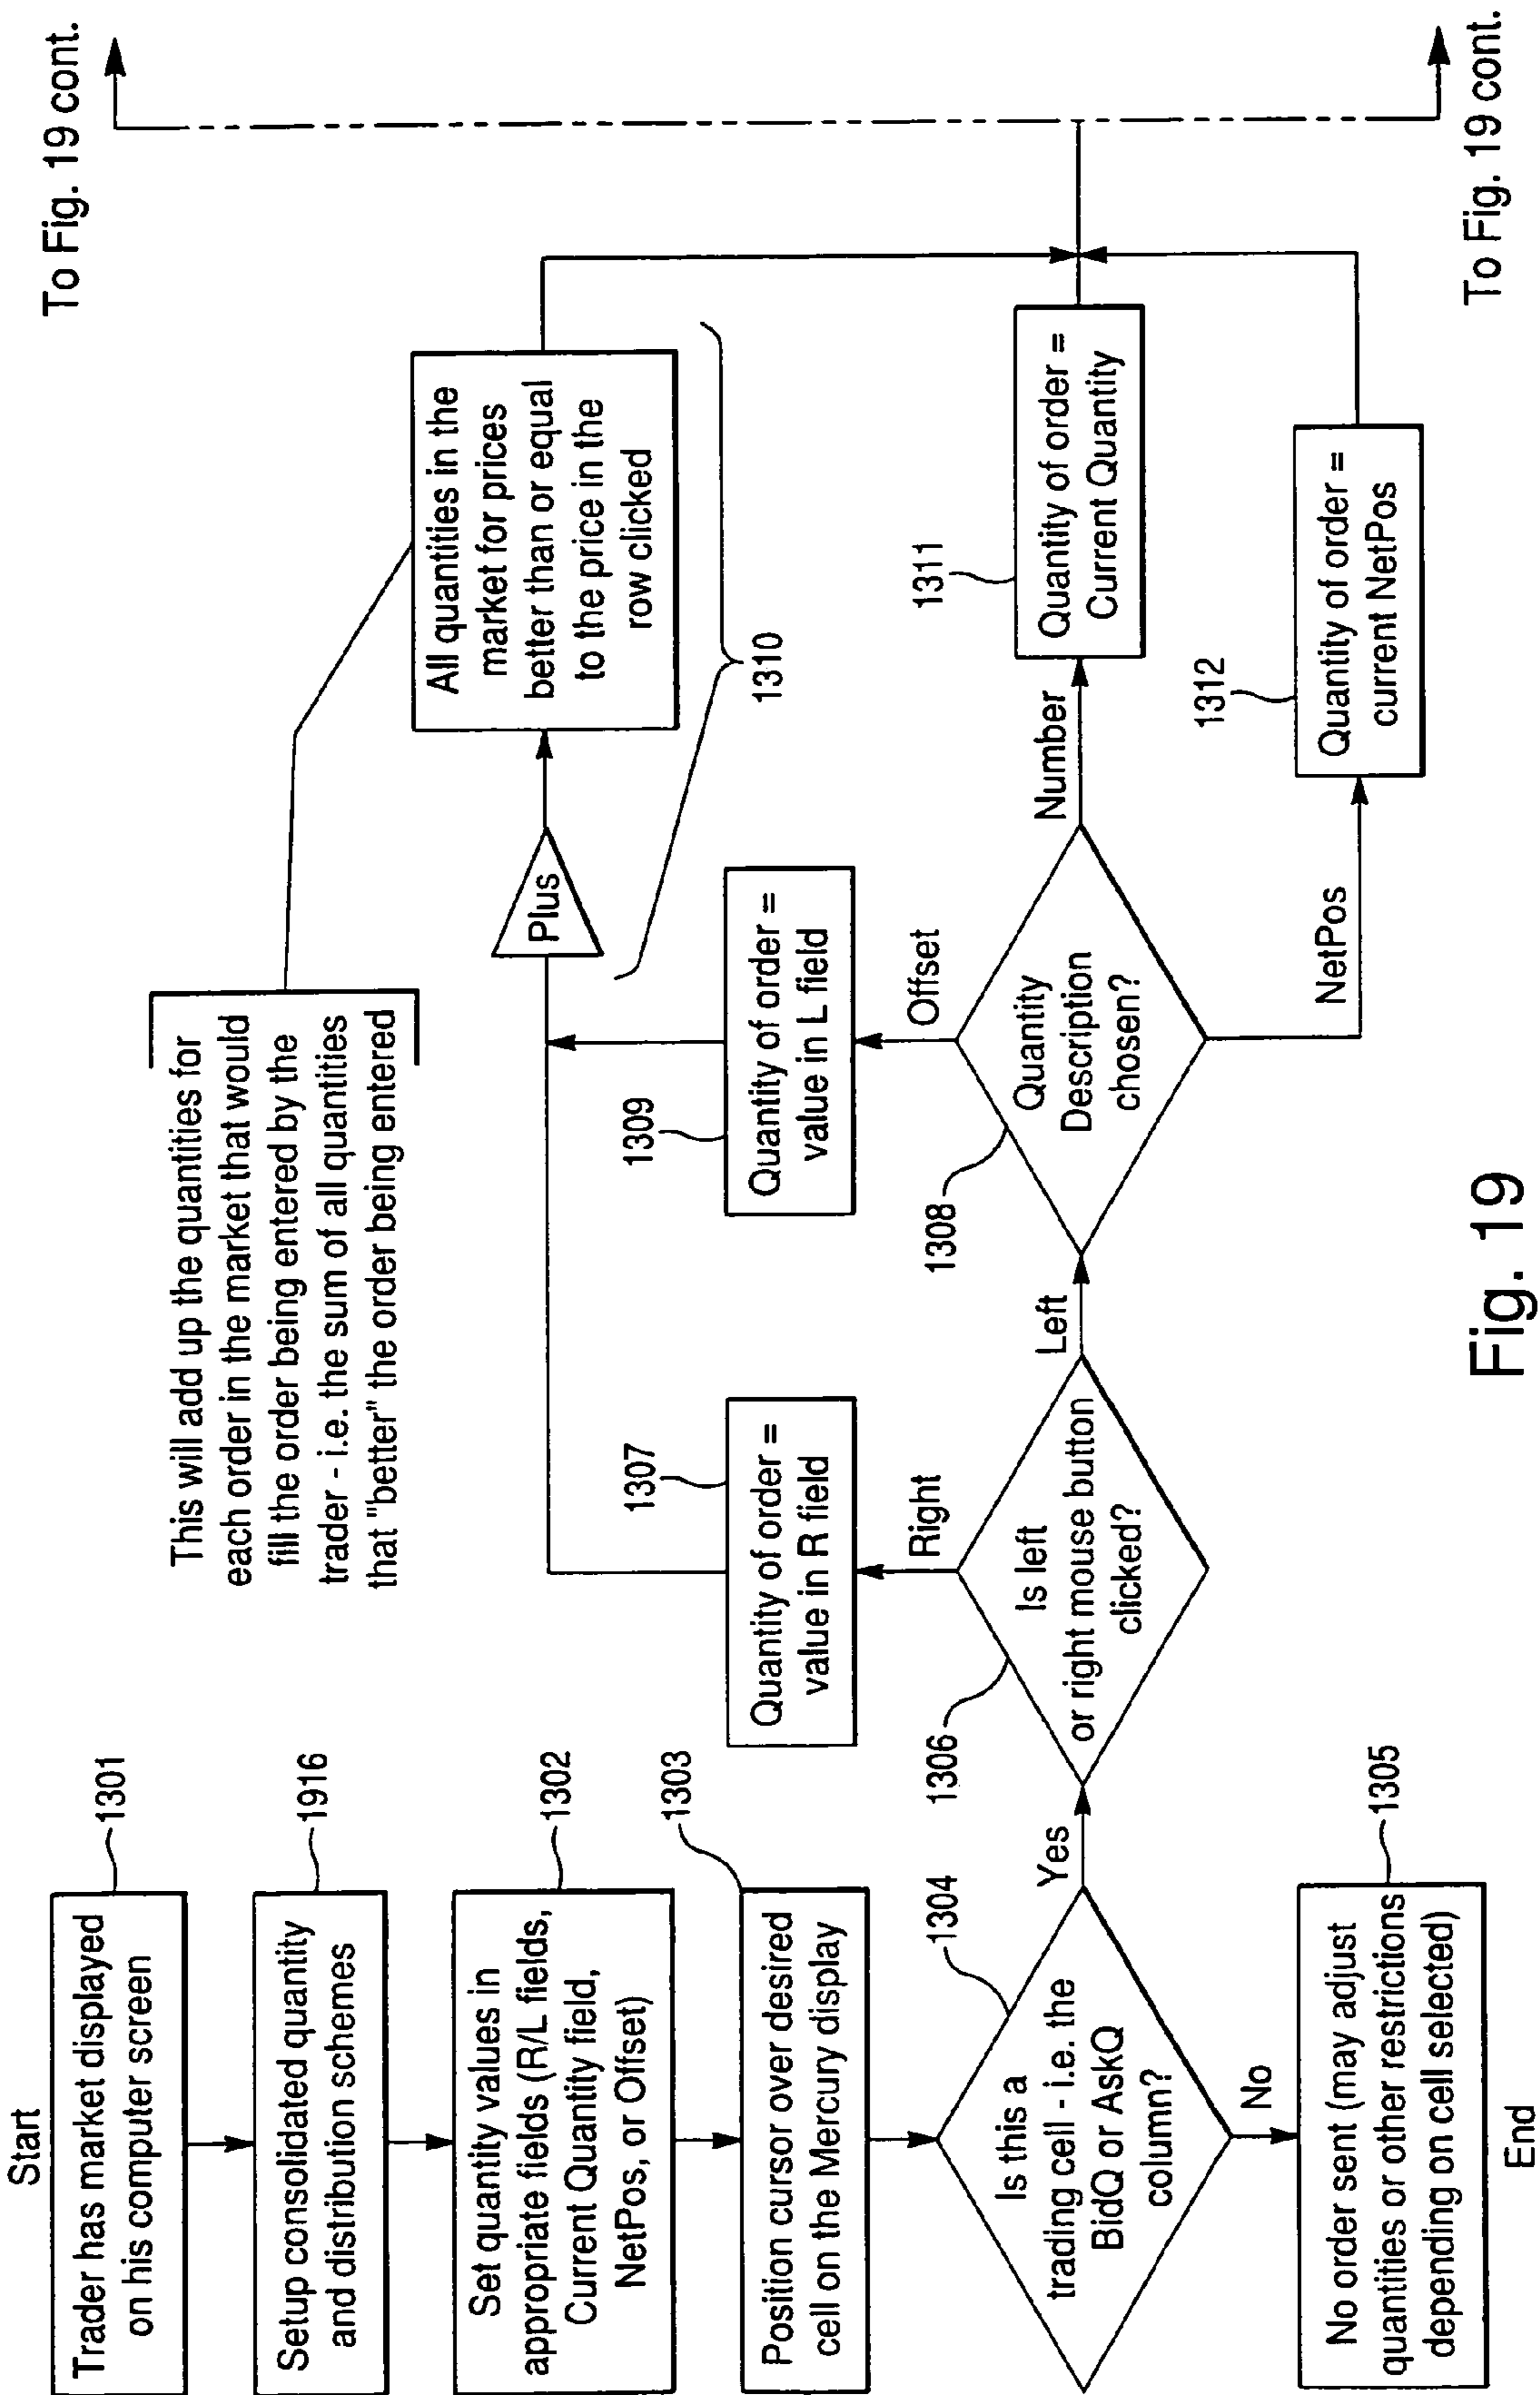 Start
Trader has market displayed
on his computer screen
1301
Setup consolidated quantity
and distribution schemes
1916
Set quantity values in
appropriate fields (R/L fields,
Current Quantity field,
NetPos, or Offset)
1302
Position cursor over desired
cell on the Mercury display
1303
Is this a
trading cell - i.e. the
BidQ or AskQ
column?
1304
Yes
No
No order sent (may adjust
quantities or other restrictions
depending on cell selected)
1305
End
Is left
or right mouse button
clicked?
1306
Right
Left
Quantity of order =
value in R field
1307
Quantity
Description
chosen?
1308
Offset
Number
NetPos
Quantity of order =
value in L field
1309
Plus
This will add up the quantities for
each order in the market that would
fill the order being entered by the
trader - i.e. the sum of all quantities
that "better" the order being entered
All quantities in the
market for prices
better than or equal
to the price in the
row clicked
1310
Quantity of order =
Current Quantity
1311
Quantity of order =
current NetPos
1312
To Fig. 19 cont.
To Fig. 19 cont.
Fig. 19